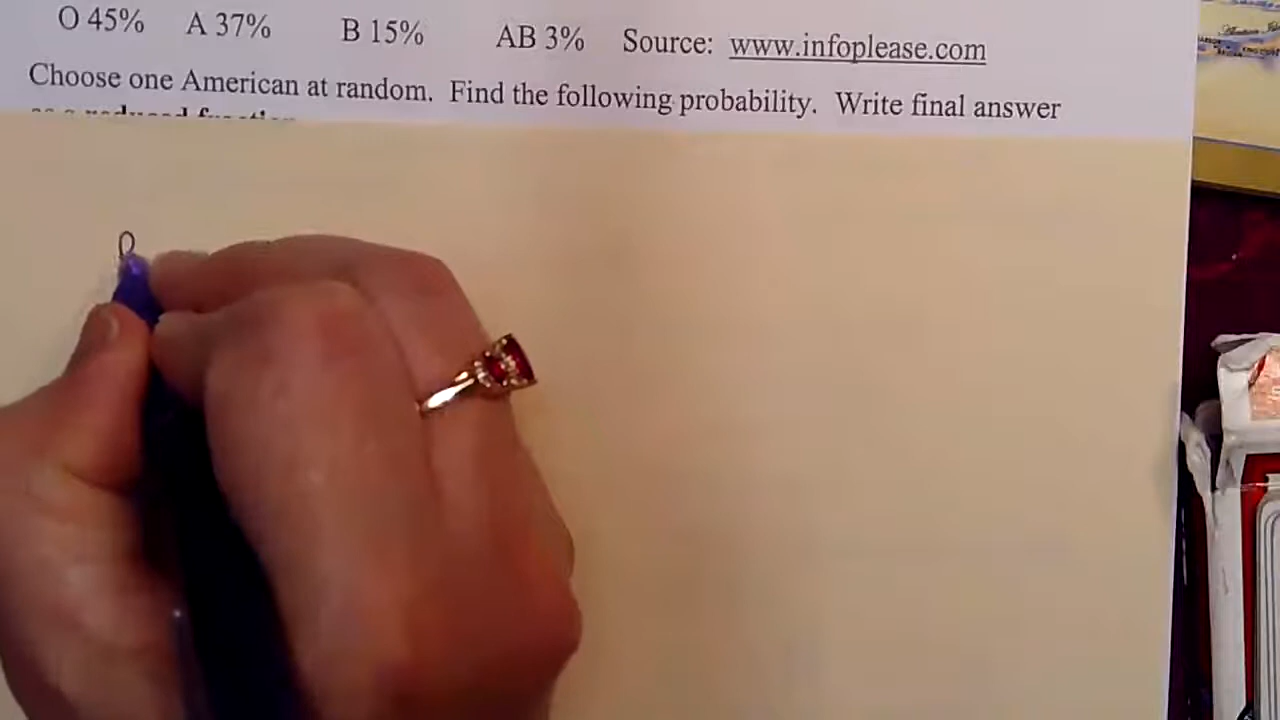 O 45% A 37% B 15% AB 3% Source: www.infoplease.com
Choose one American at random. Find the following probability. Write final answer